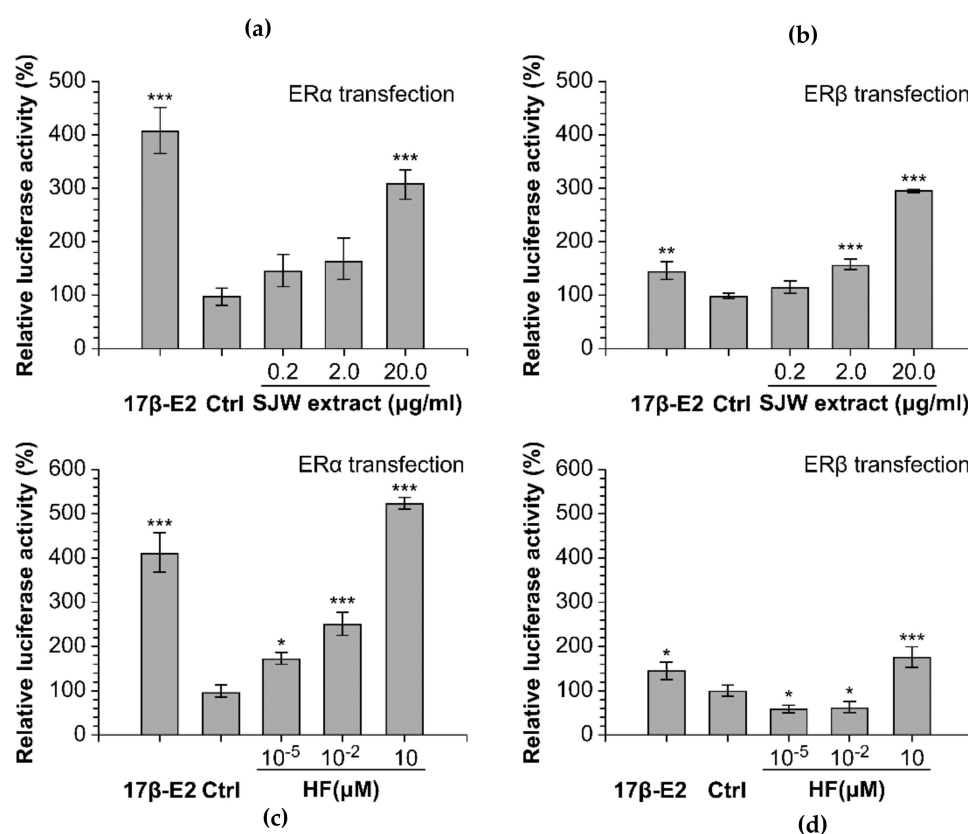 (a)
ERα transfection
Relative luciferase activity (%)
500
400
300
200
100
0
***
***
0.2 2.0 20.0
17β-E2 Ctrl SJW extract (µg/ml)
(b)
ERβ transfection
Relative luciferase activity (%)
500
400
300
200
100
0
**
***
***
0.2 2.0 20.0
17β-E2 Ctrl SJW extract (µg/ml)
ERα transfection
Relative luciferase activity (%)
600
500
400
300
200
100
0
***
*
***
***
10⁻⁵ 10⁻² 10
17β-E2 Ctrl HF(µM)
(c)
ERβ transfection
Relative luciferase activity (%)
600
500
400
300
200
100
0
*
*
*
***
10⁻⁵ 10⁻² 10
17β-E2 Ctrl HF(µM)
(d)